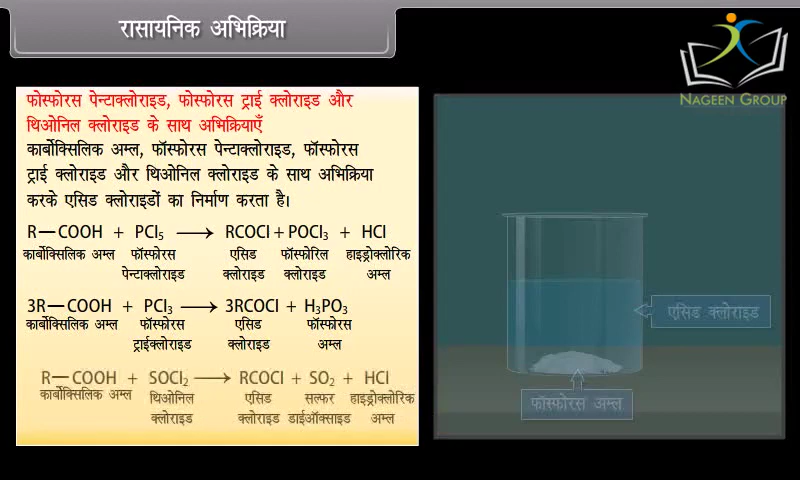 रासायनिक अभिक्रिया
NAGEEN GROUP
फोस्फोरस पेन्टाक्लोराइड, फोस्फोरस ट्राई क्लोराइड और
थिओनिल क्लोराइड के साथ अभिक्रियाएँ
कार्बोक्सिलिक अम्ल, फॉस्फोरस पेन्टाक्लोराइड, फॉस्फोरस
ट्राई क्लोराइड और थिओनिल क्लोराइड के साथ अभिक्रिया
करके एसिड क्लोराइडों का निर्माण करता है।
R—COOH + PCl₅ ⟶ RCOCl + POCl₃ + HCl
कार्बोक्सिलिक अम्ल फॉस्फोरस एसिड फॉस्फोरिल हाइड्रोक्लोरिक
पेन्टाक्लोराइड क्लोराइड क्लोराइड अम्ल
3R—COOH + PCl₃ ⟶ 3RCOCl + H₃PO₃
कार्बोक्सिलिक अम्ल फॉस्फोरस एसिड फॉस्फोरस
ट्राईक्लोराइड क्लोराइड अम्ल
R—COOH + SOCl₂ ⟶ RCOCl + SO₂ + HCl
कार्बोक्सिलिक अम्ल थिओनिल एसिड सल्फर हाइड्रोक्लोरिक
क्लोराइड क्लोराइड डाईऑक्साइड अम्ल
एसिड क्लोराइड
फॉस्फोरस अम्ल